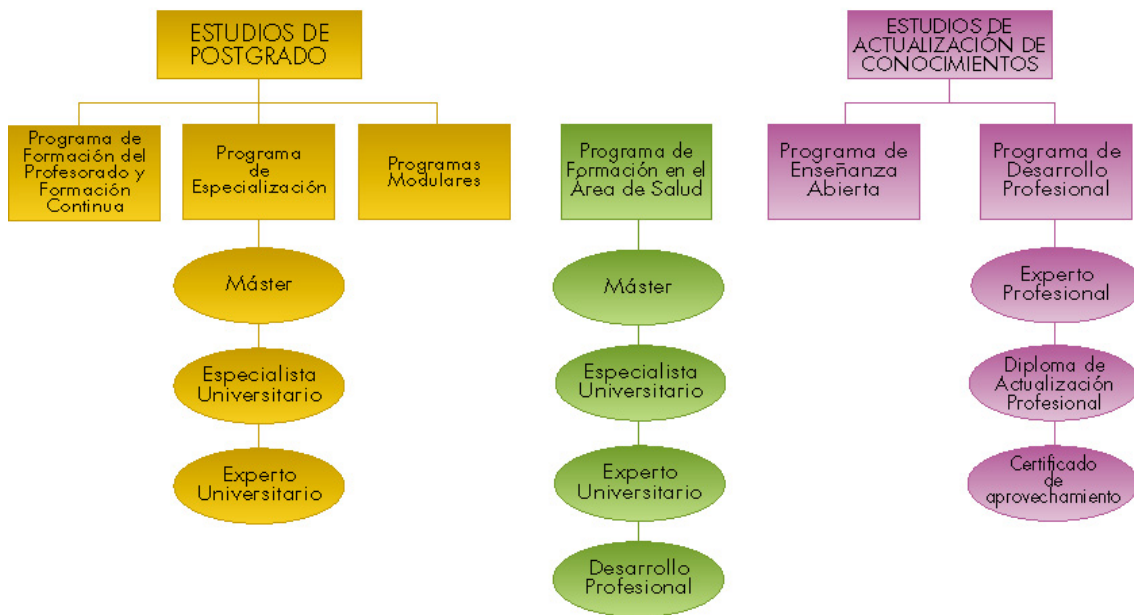 ESTUDIOS DE
POSTGRADO
ESTUDIOS DE
ACTUALIZACIÓN DE
CONOCIMIENTOS
Programa de
Formación del
Profesorado y
Formación
Continua
Programa
de
Especialización
Programas
Modulares
Programa de
Formación en el
Área de Salud
Programa de
Enseñanza
Abierta
Programa de
Desarrollo
Profesional
Máster
Especialista
Universitario
Experto
Universitario
Máster
Especialista
Universitario
Experto
Universitario
Desarrollo
Profesional
Experto
Profesional
Diploma de
Actualización
Profesional
Certificado
de
aprovechamiento